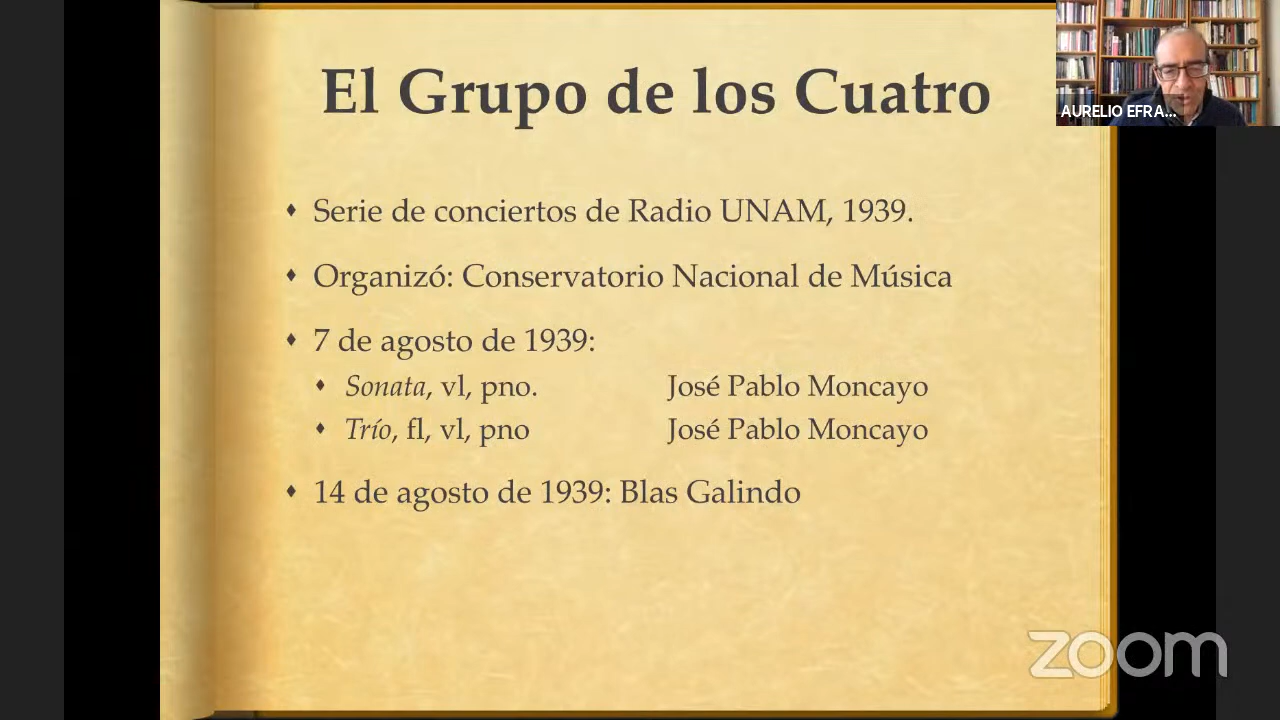 El Grupo de los Cuatro
AURELIO EFRA...
Serie de conciertos de Radio UNAM, 1939.
Organizó: Conservatorio Nacional de Música
7 de agosto de 1939:
Sonata, vl, pno. José Pablo Moncayo
Trío, fl, vl, pno José Pablo Moncayo
14 de agosto de 1939: Blas Galindo
zoom